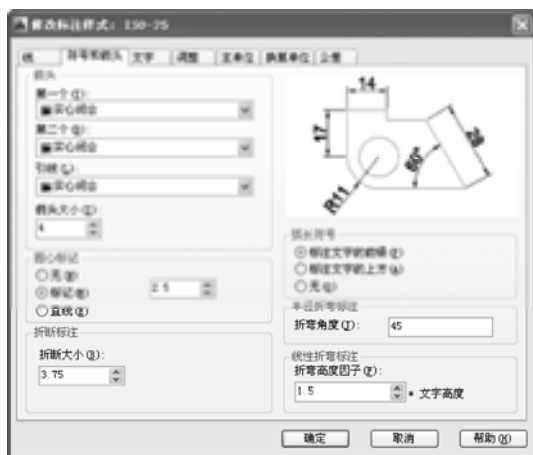 修改标注样式: ISO-25
线 符号和箭头 文字 调整 主单位 换算单位 公差
箭头
第一个(T):
实心闭合
第二个(D):
实心闭合
引线(L):
实心闭合
箭头大小(I):
4
圆心标记
无(N)
标记(M)
2.5
直线(E)
折断标注
折断大小(B):
3.75
14
17
R11
60°
弧长符号
标注文字的前缀(P)
标注文字的上方(A)
无(O)
半径折弯标注
折弯角度(J):
45
线性折弯标注
折弯高度因子(F):
1.5
* 文字高度
确定 取消 帮助(H)